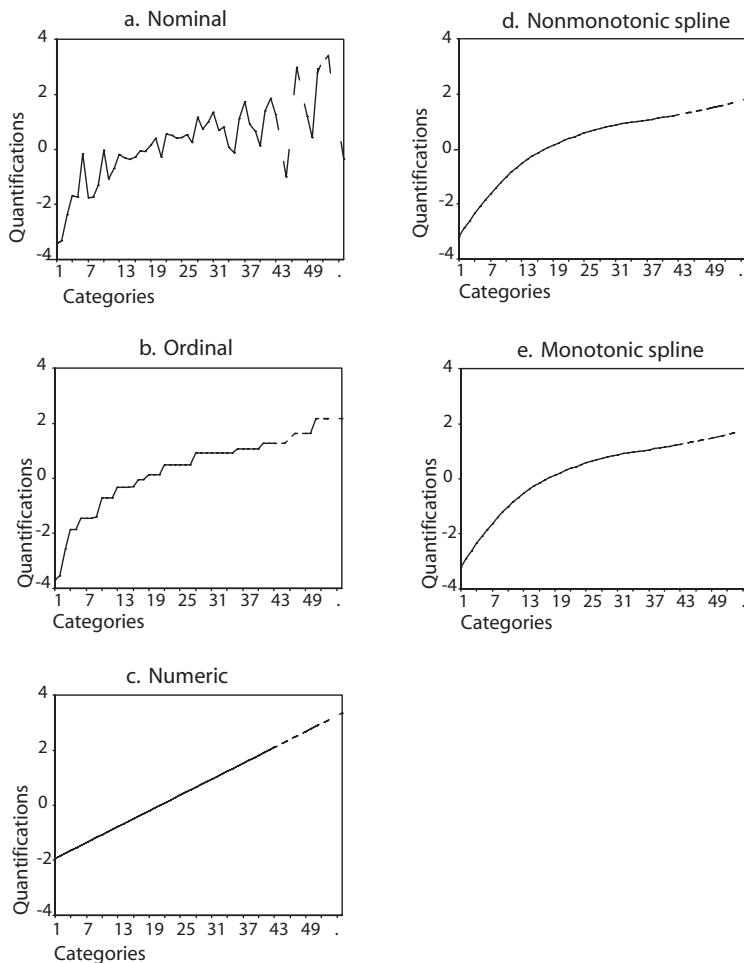 a. Nominal
4
2
0
-2
-4
Quantifications
1 7 13 19 25 31 37 43 49 .
Categories
b. Ordinal
4
2
0
-2
-4
Quantifications
1 7 13 19 25 31 37 43 49 .
Categories
c. Numeric
4
2
0
-2
-4
Quantifications
1 7 13 19 25 31 37 43 49 .
Categories
d. Nonmonotonic spline
4
2
0
-2
-4
Quantifications
1 7 13 19 25 31 37 43 49 .
Categories
e. Monotonic spline
4
2
0
-2
-4
Quantifications
1 7 13 19 25 31 37 43 49 .
Categories